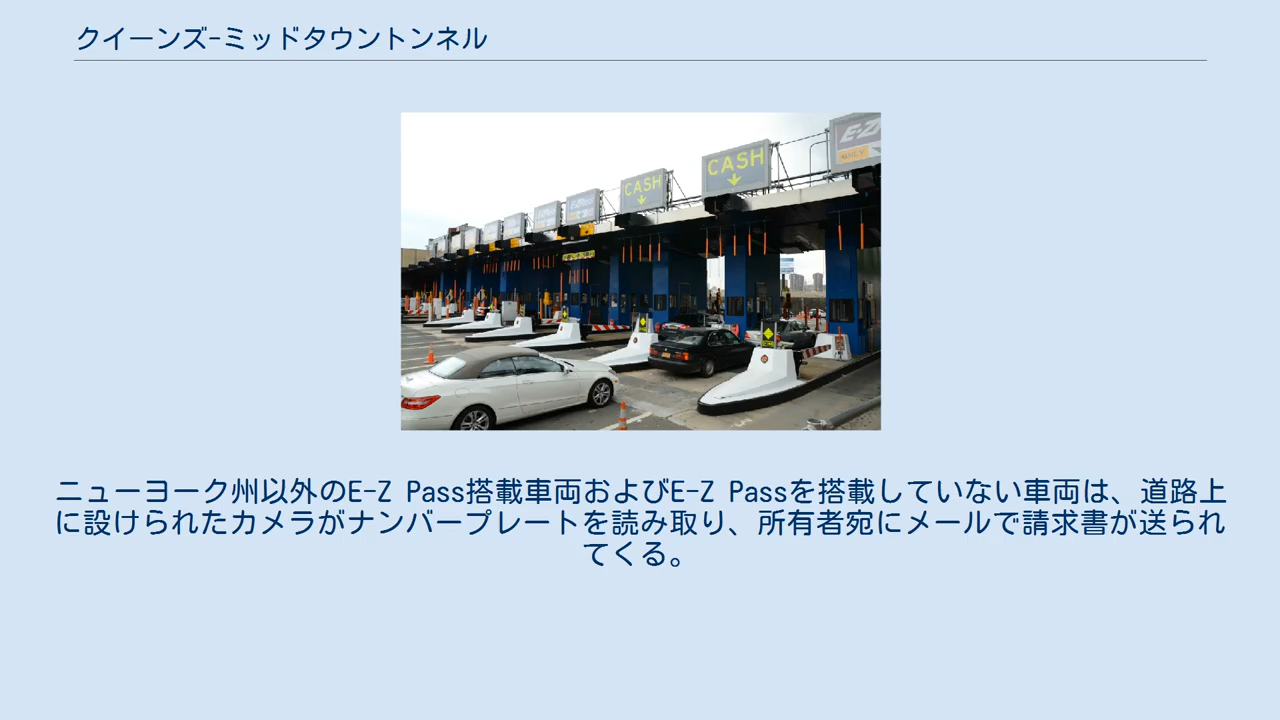 クイーンズ-ミッドタウントンネル
CASH
CASH
E-Z
ONLY
ニューヨーク州以外のE-Z Pass搭載車両およびE-Z Passを搭載していない車両は、道路上
に設けられたカメラがナンバープレートを読み取り、所有者宛にメールで請求書が送られ
てくる。